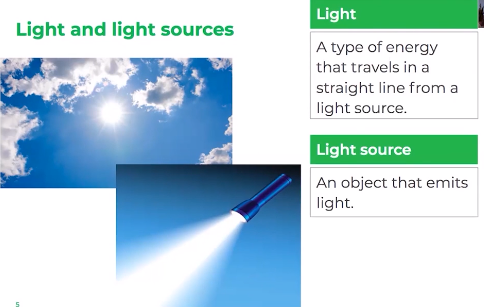 Light and light sources
Light
A type of energy
that travels in a
straight line from a
light source.
Light source
An object that emits
light.
5